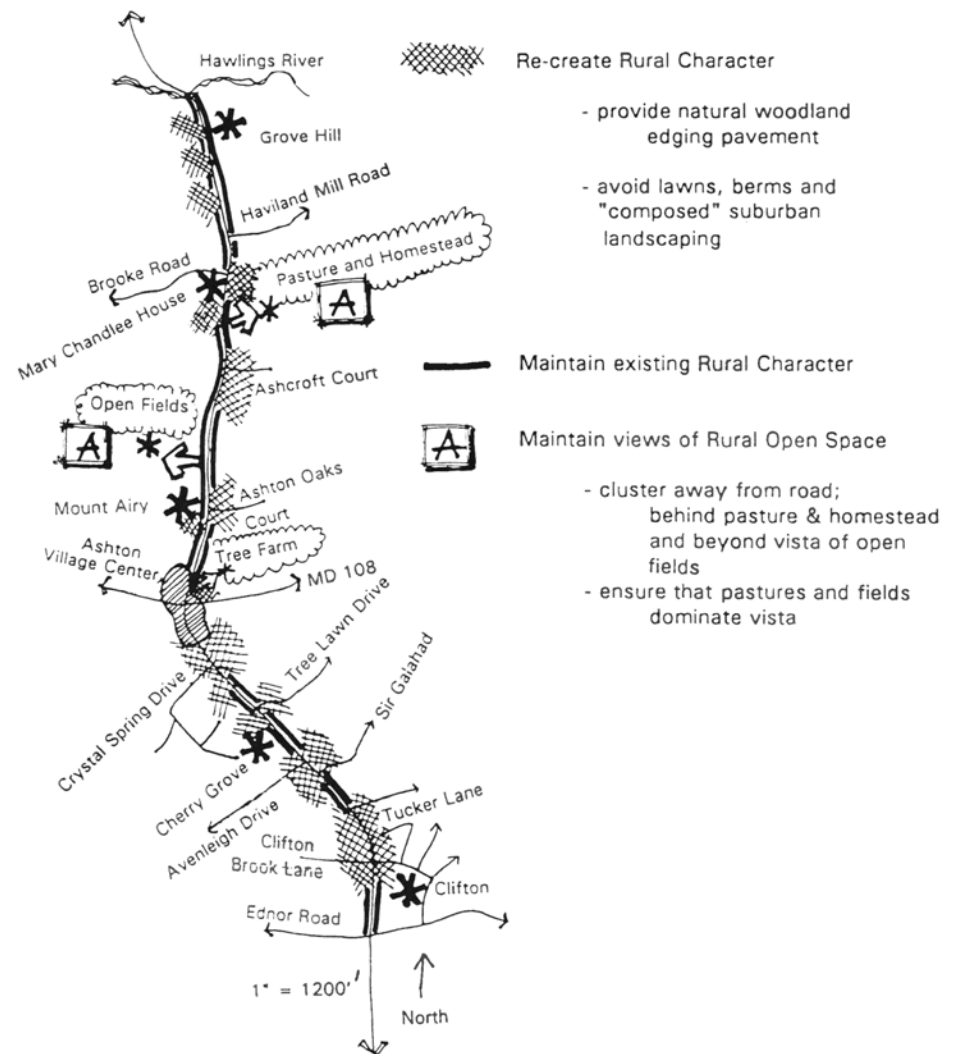 Hawlings River
Grove Hill
Haviland Mill Road
Brooke Road
Pasture and Homestead
Mary Chandlee House
A
Ashcroft Court
Open Fields
A
Mount Airy
Ashton Oaks
Court
Ashton
Village Center
Tree Farm
MD 108
Tree Lawn Drive
Sir Galahad
Crystal Spring Drive
Cherry Grove
Avenleigh Drive
Tucker Lane
Clifton
Brook Lane
Clifton
Ednor Road
1" = 1200'
North
Re-create Rural Character
- provide natural woodland
edging pavement
- avoid lawns, berms and
"composed" suburban
landscaping
Maintain existing Rural Character
A
Maintain views of Rural Open Space
- cluster away from road;
behind pasture & homestead
and beyond vista of open
fields
- ensure that pastures and fields
dominate vista